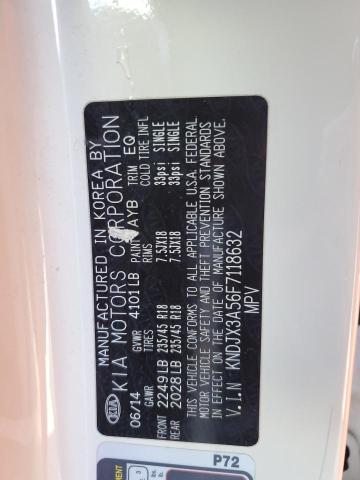 MANUFACTURED IN KOREA BY
KIA KIA MOTORS CORPORATION
06/14 GVWR 4101LB PAINT AYB TRIM EQ
GAWR RIMS COLD TIRE INFL
FRONT 2249LB 235/45 R18 7.5JX18 33psi SINGLE
REAR 2028LB 235/45 R18 7.5JX18 33psi SINGLE
THIS VEHICLE CONFORMS TO ALL APPLICABLE U.S.A. FEDERAL
MOTOR VEHICLE SAFETY AND THEFT PREVENTION STANDARDS
IN EFFECT ON THE DATE OF MANUFACTURE SHOWN ABOVE.
V.I.N KNDJX3A56F7118632
MPV
P72